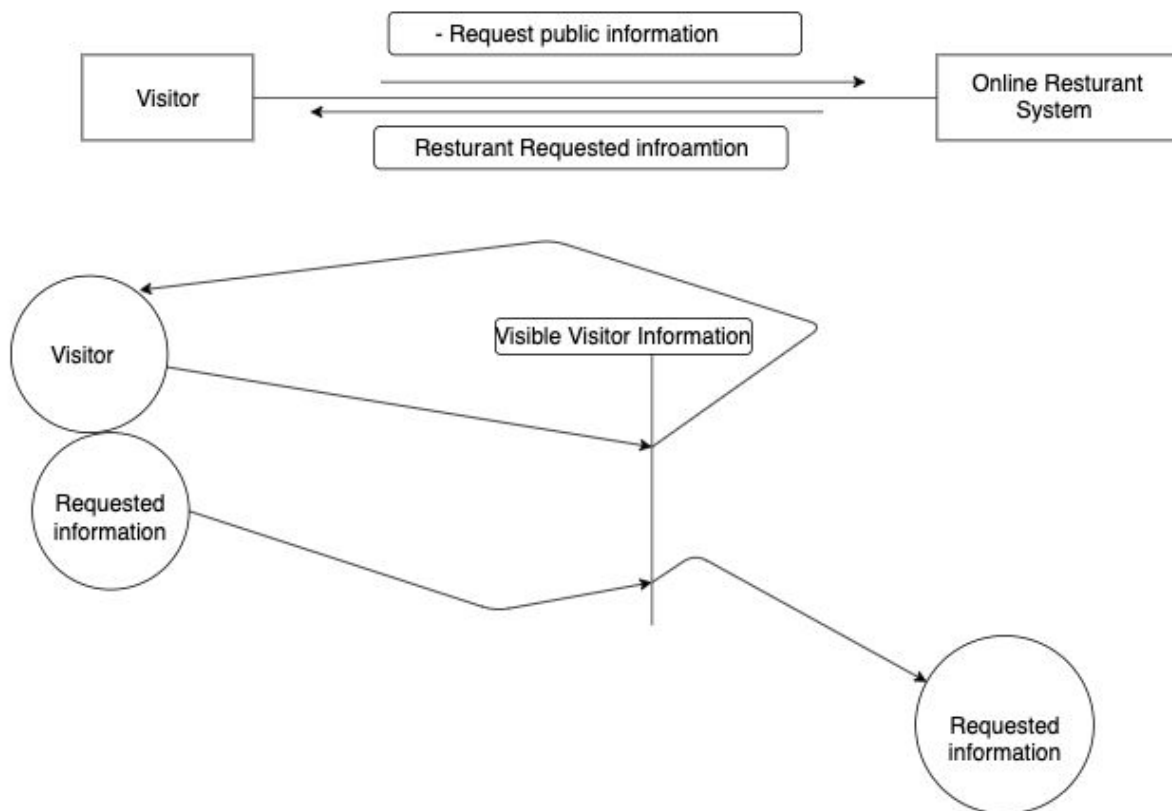 - Request public information
Visitor
Online Resturant
System
Resturant Requested infroamtion
Visitor
Visible Visitor Information
Requested
information
Requested
information